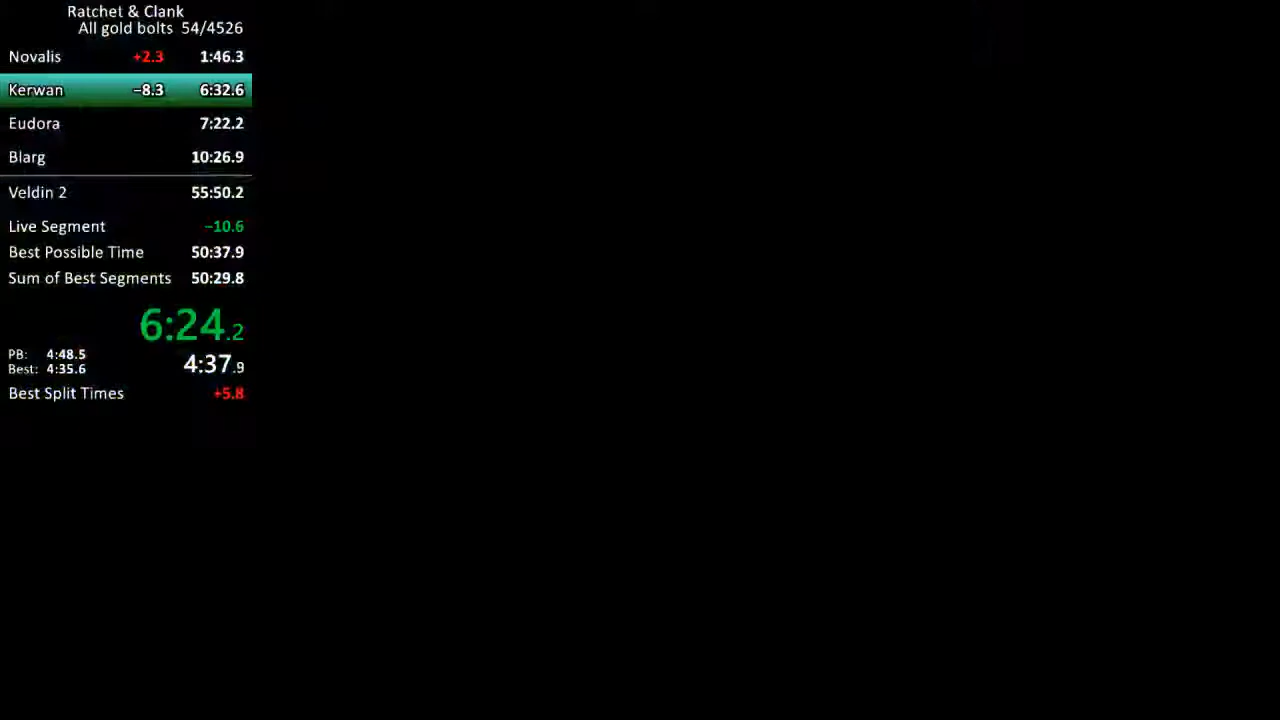 Ratchet & Clank
All gold bolts 54/4526
Novalis +2.3 1:46.3
Kerwan −8.3 6:32.6
Eudora 7:22.2
Blarg 10:26.9
Veldin 2 55:50.2
Live Segment −10.6
Best Possible Time 50:37.9
Sum of Best Segments 50:29.8
6:24.2
PB: 4:48.5 4:37.9
Best: 4:35.6
Best Split Times +5.8